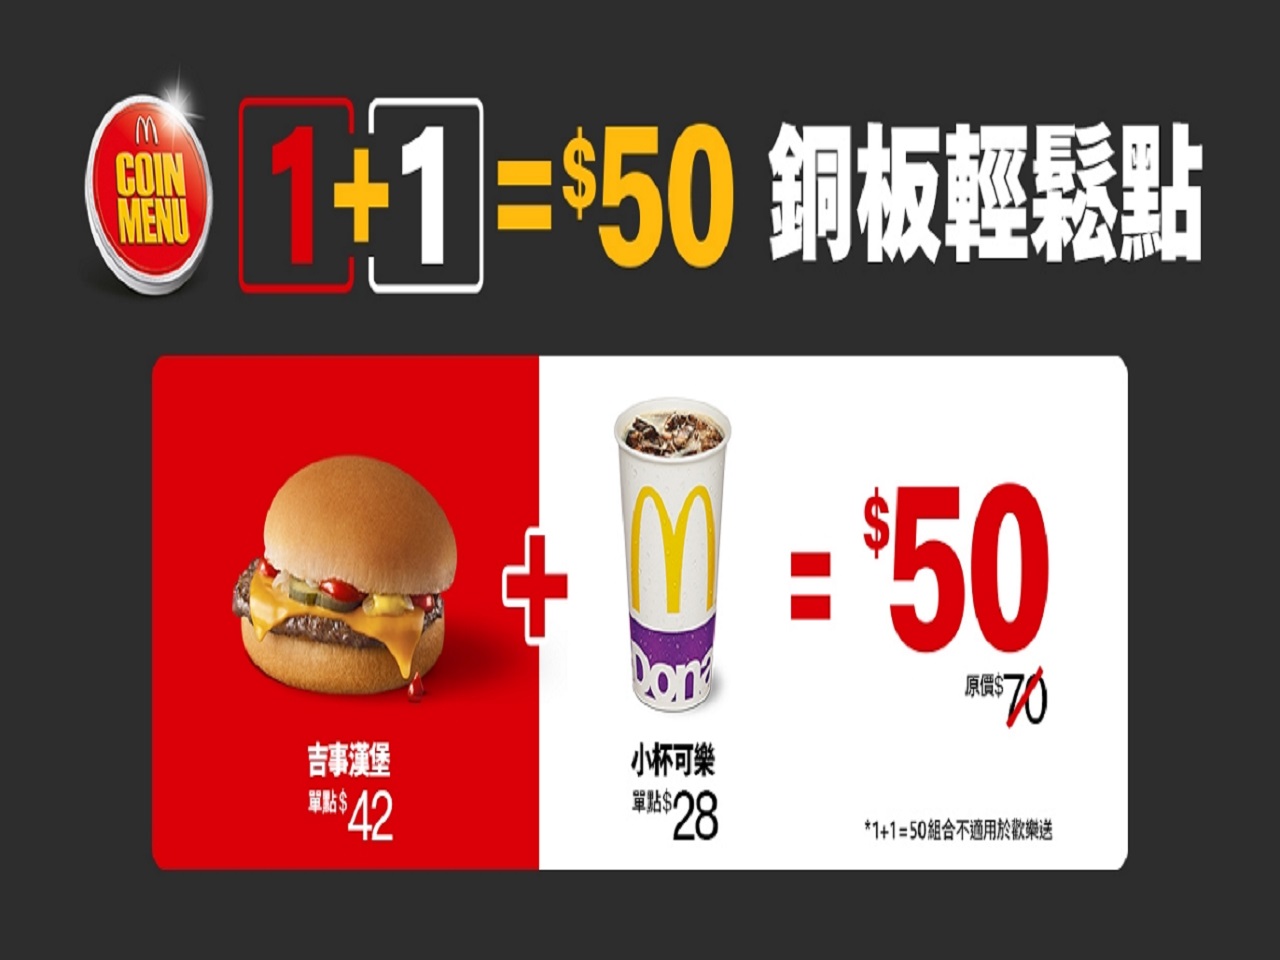 COIN
MENU
1+1=$50 銅板輕鬆點
+
=
$50
原價$70
Dona
吉事漢堡
單點$42
小杯可樂
單點$28
*1+1=50組合不適用於歡樂送